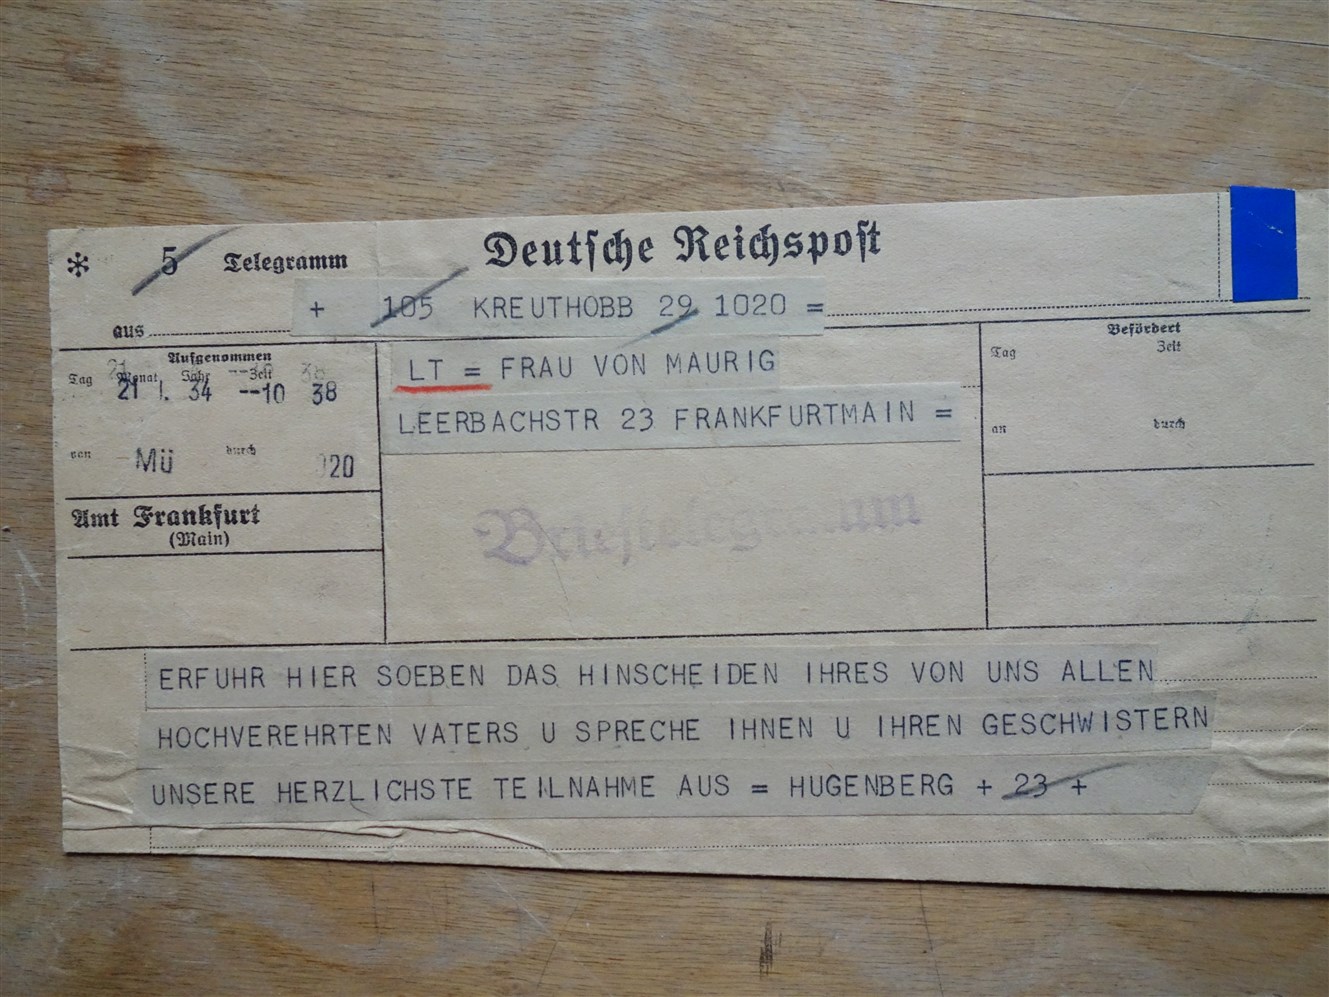 * 5 Telegramm Deutsche Reichspost
+ 105 KREUTHOBB 29 1020 =
aus
Aufgenommen
Tag Monat Jahr Zeit
21 1. 34 --10 38
von Mü durch 020
Amt Frankfurt
(Main)
LT = FRAU VON MAURIG
LEERBACHSTR 23 FRANKFURTMAIN =
Brieftelegramm
Befördert
Tag Zeit
an durch
ERFUHR HIER SOEBEN DAS HINSCHEIDEN IHRES VON UNS ALLEN
HOCHVEREHRTEN VATERS U SPRECHE IHNEN U IHREN GESCHWISTERN
UNSERE HERZLICHSTE TEILNAHME AUS = HUGENBERG + 23 +